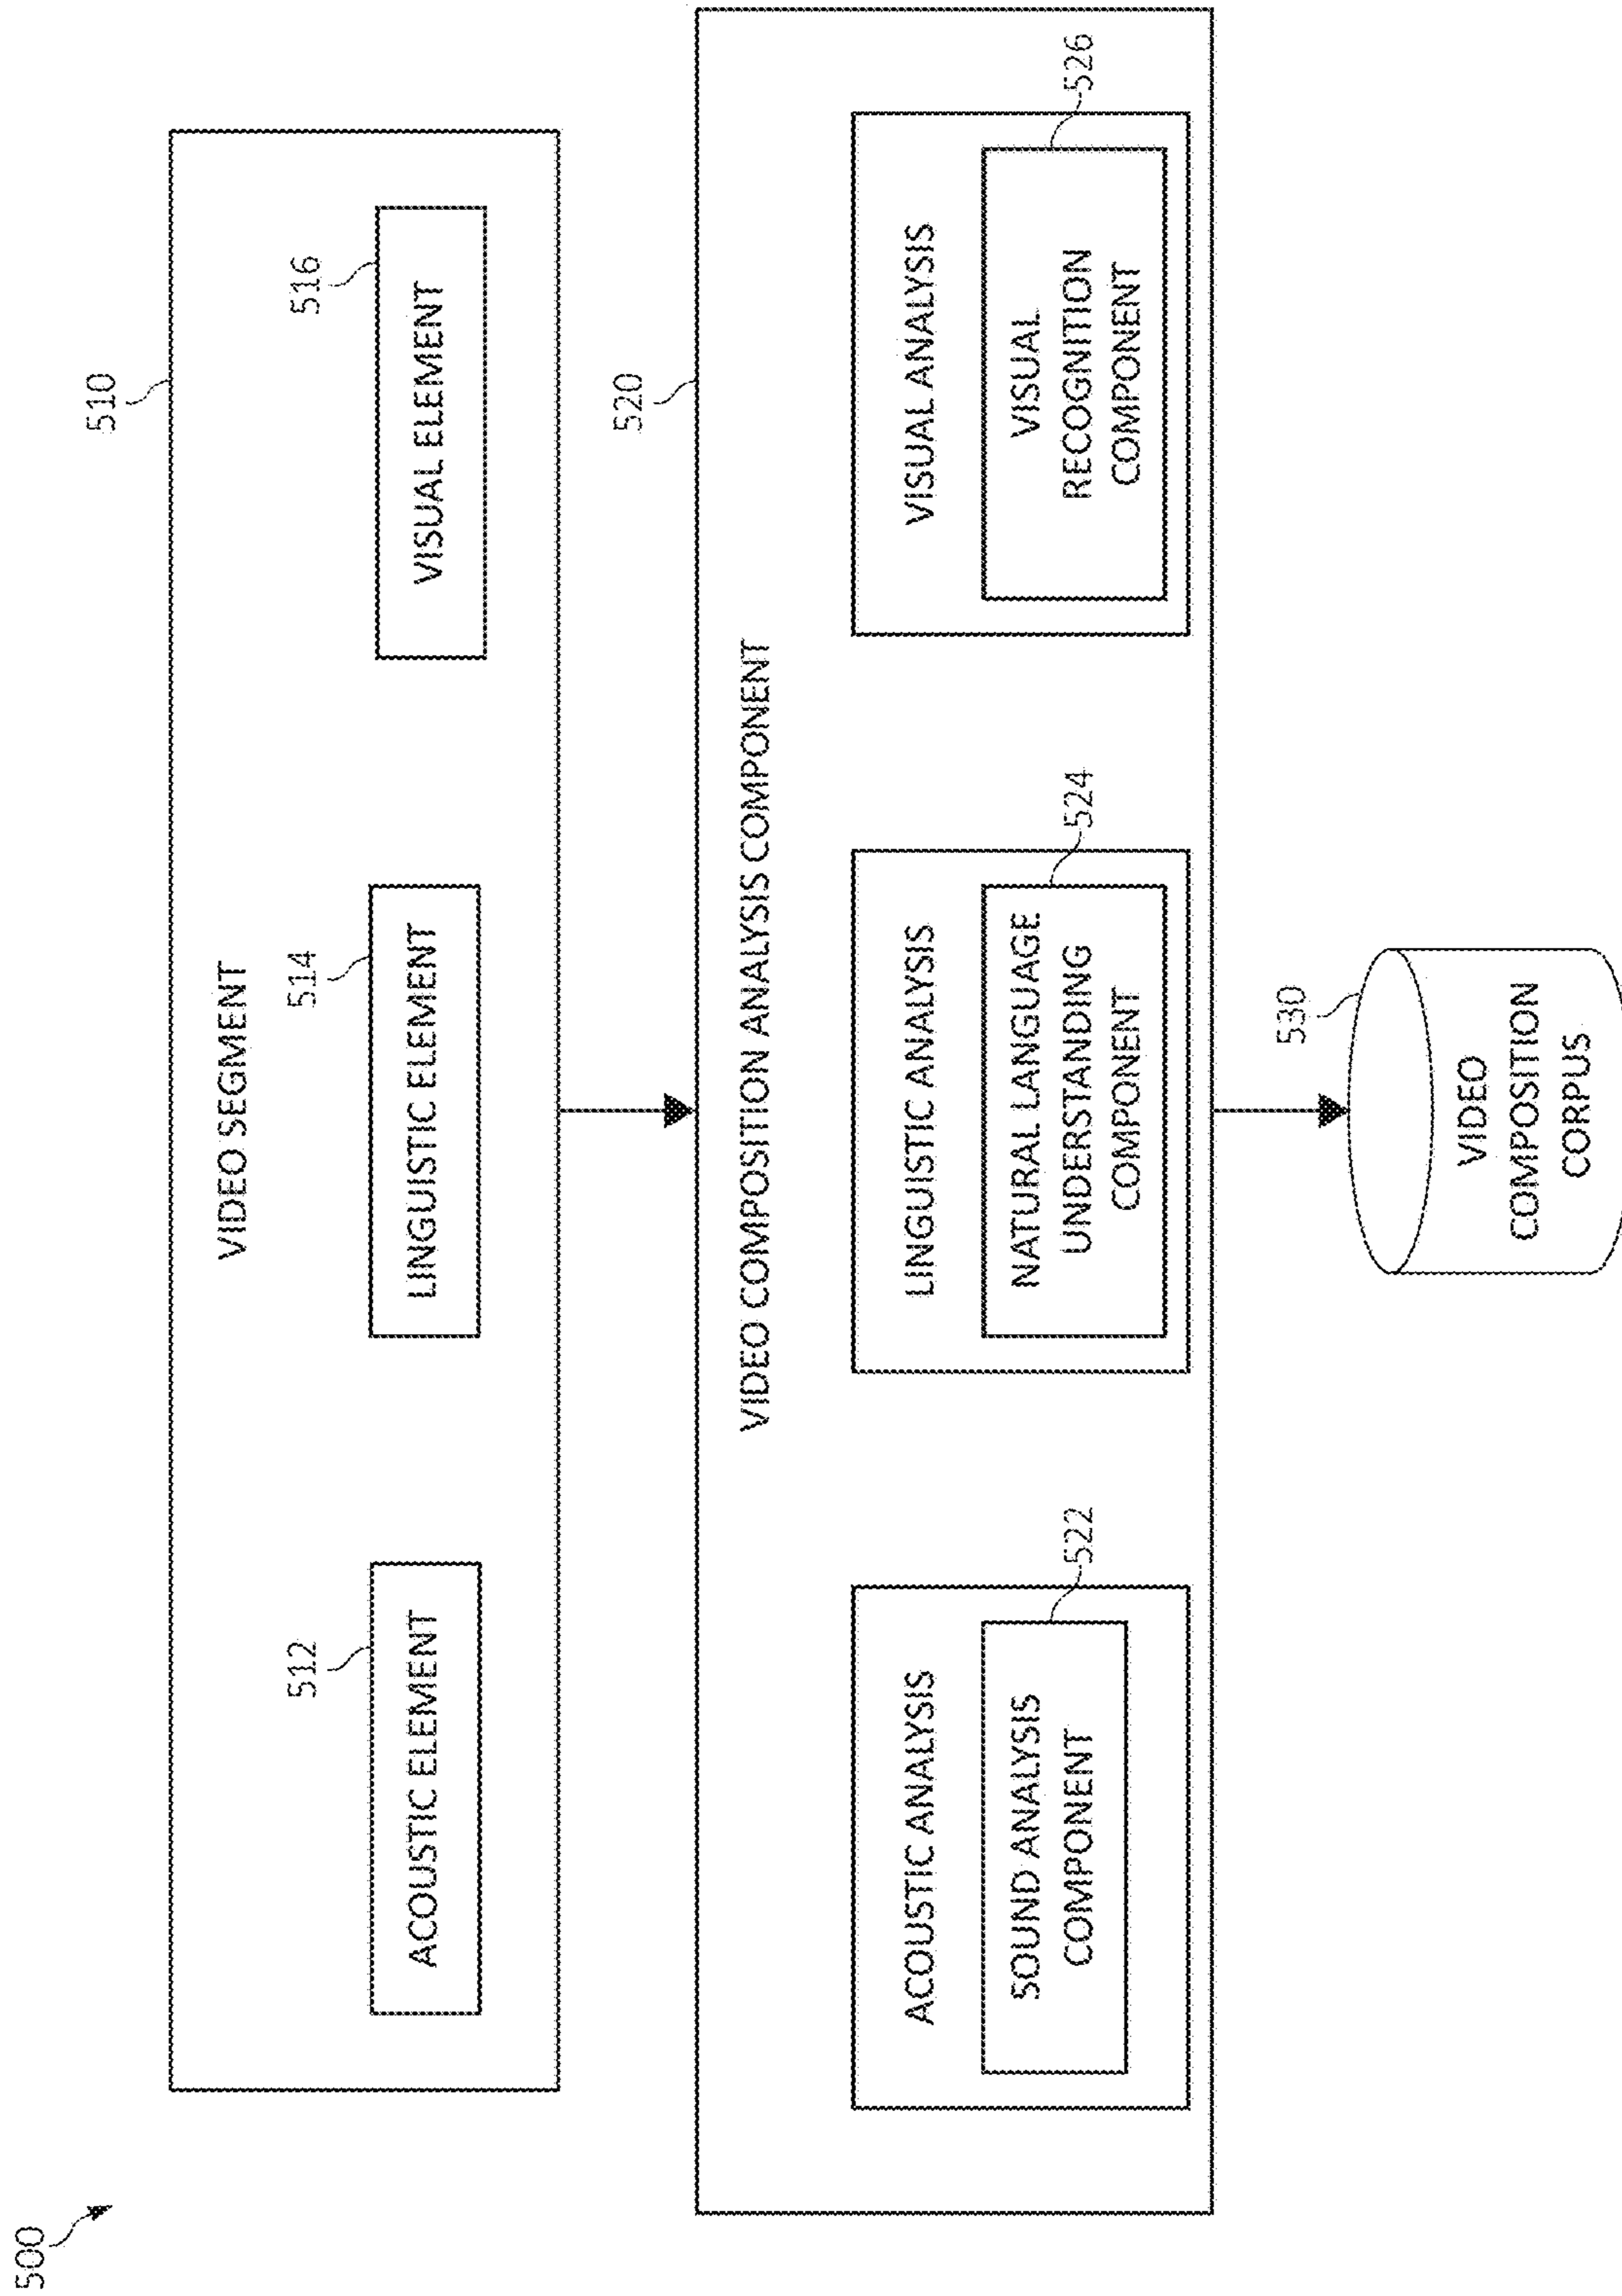 500
510
VIDEO SEGMENT
512
514
516
ACOUSTIC ELEMENT
LINGUISTIC ELEMENT
VISUAL ELEMENT
520
VIDEO COMPOSITION ANALYSIS COMPONENT
ACOUSTIC ANALYSIS
SOUND ANALYSIS
COMPONENT
522
LINGUISTIC ANALYSIS
NATURAL LANGUAGE
UNDERSTANDING
COMPONENT
524
VISUAL ANALYSIS
VISUAL
RECOGNITION
COMPONENT
526
530
VIDEO
COMPOSITION
CORPUS